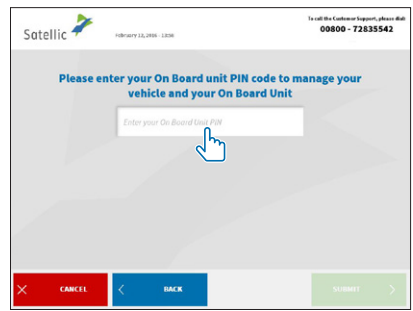 To call the Customer Support, please dial:
00800 - 72835542
Satellic
February 12, 2016 - 13:50
Please enter your On Board unit PIN code to manage your
vehicle and your On Board Unit
Enter your On Board Unit PIN
CANCEL
BACK
SUBMIT